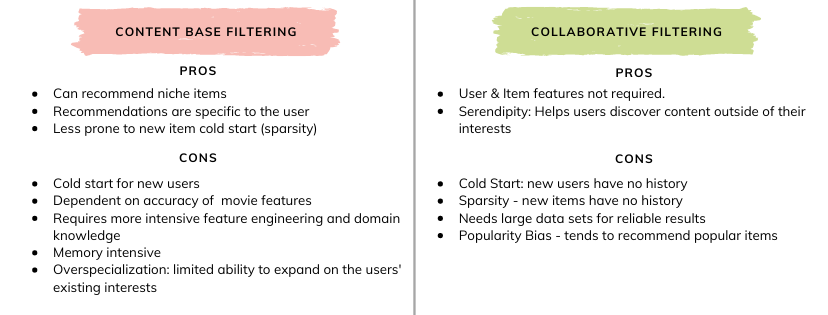 CONTENT BASE FILTERING
PROS
• Can recommend niche items
• Recommendations are specific to the user
• Less prone to new item cold start (sparsity)
CONS
• Cold start for new users
• Dependent on accuracy of  movie features
• Requires more intensive feature engineering and domain
knowledge
• Memory intensive
• Overspecialization: limited ability to expand on the users'
existing interests
COLLABORATIVE FILTERING
PROS
• User & Item features not required.
• Serendipity: Helps users discover content outside of their
interests
CONS
• Cold Start: new users have no history
• Sparsity - new items have no history
• Needs large data sets for reliable results
• Popularity Bias - tends to recommend popular items